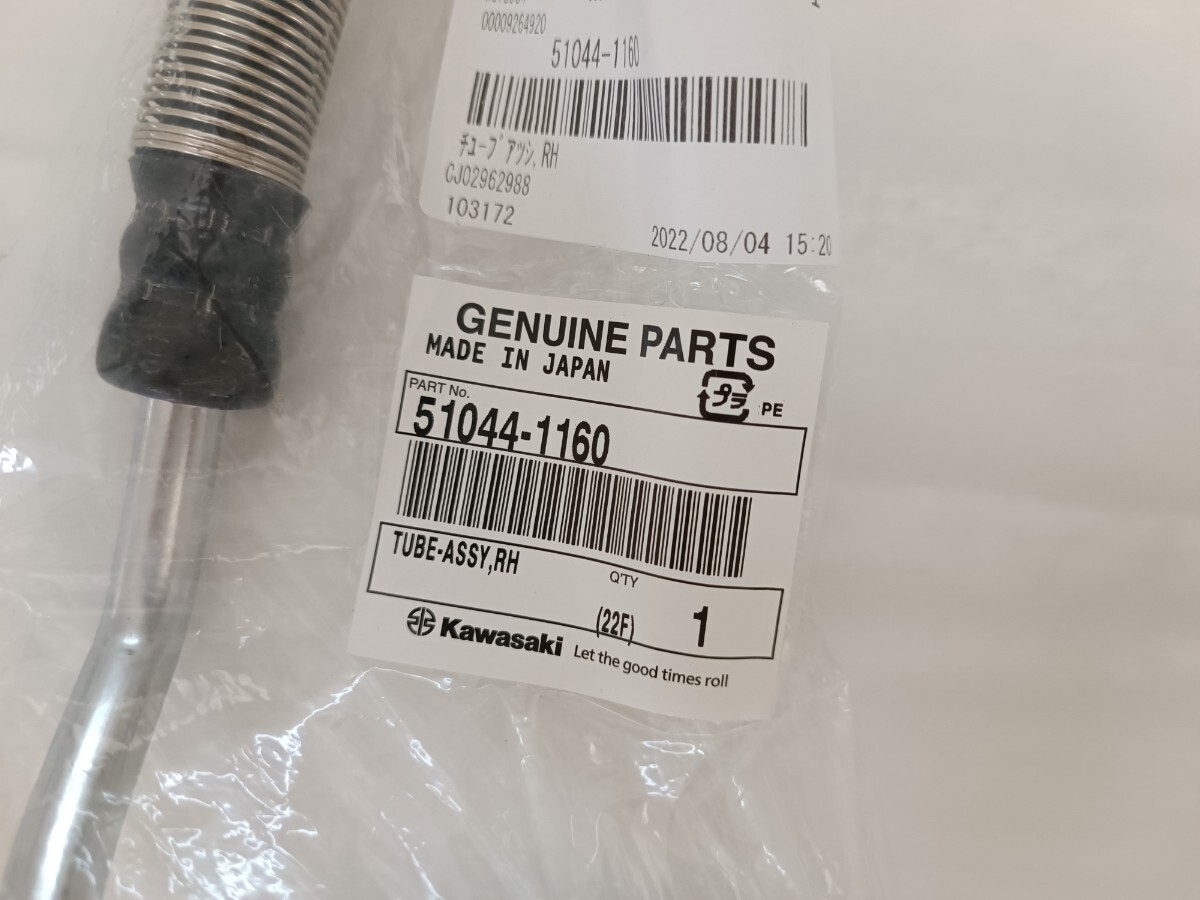 00009264920
51044-1160
ﾁｭｰﾌﾞ ｱｯｼ,RH
CJ02962988
103172
2022/08/04 15:20
GENUINE PARTS
MADE IN JAPAN
プラ PE
PART No.
51044-1160
TUBE-ASSY,RH
Q'TY
(22F) 1
Kawasaki Let the good times roll